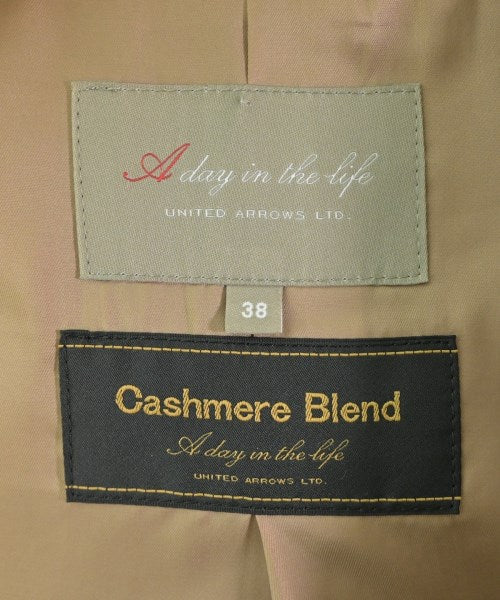 A day in the life
UNITED ARROWS LTD.
38
Cashmere Blend
A day in the life
UNITED ARROWS LTD.